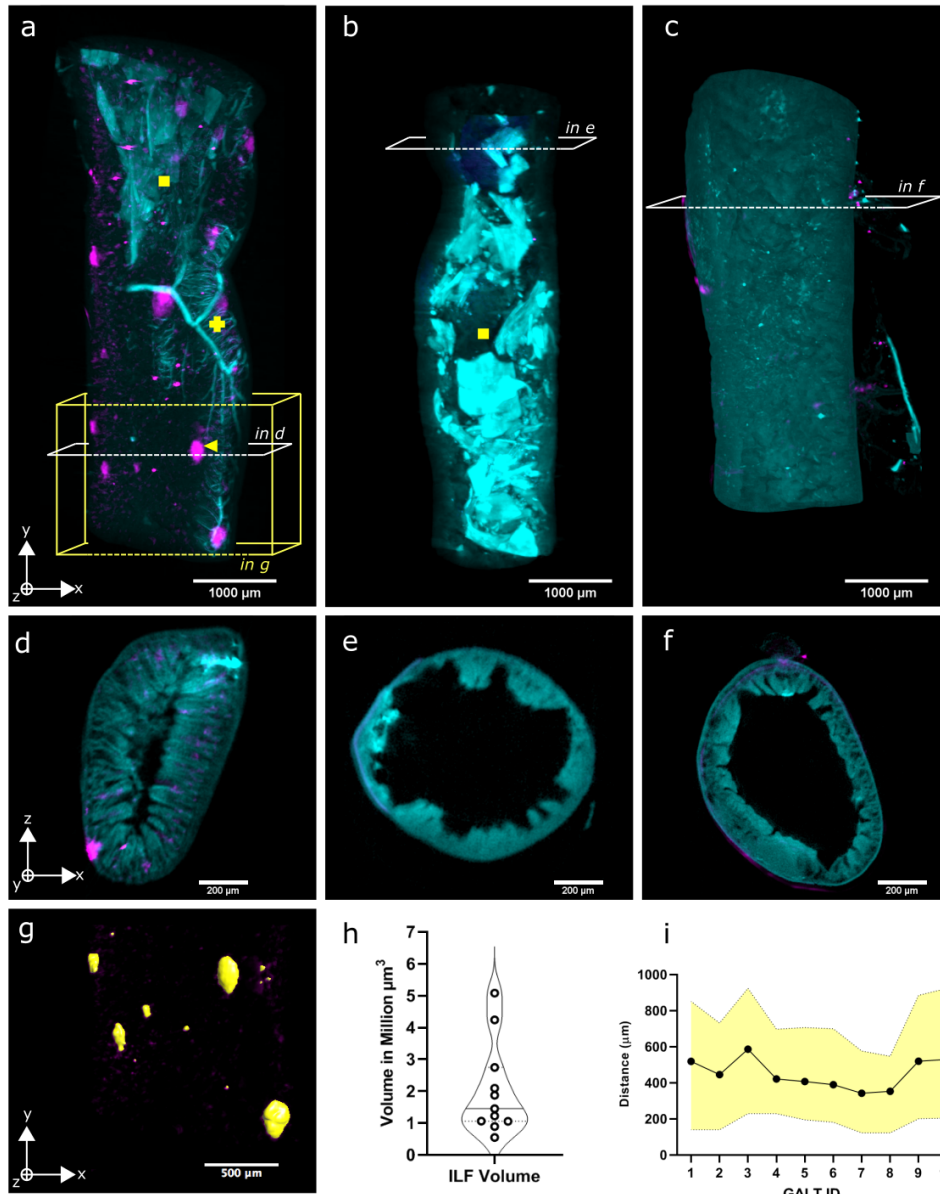 a
b
c
in e
in f
in d
in g
y
z
x
1000 µm
1000 µm
1000 µm
d
e
f
z
y
x
200 µm
200 µm
200 µm
g
h
i
y
z
x
500 µm
Volume in Million µm³
7
6
5
4
3
2
1
0
ILF Volume
Distance (µm)
1000
800
600
400
200
0
1 2 3 4 5 6 7 8 9